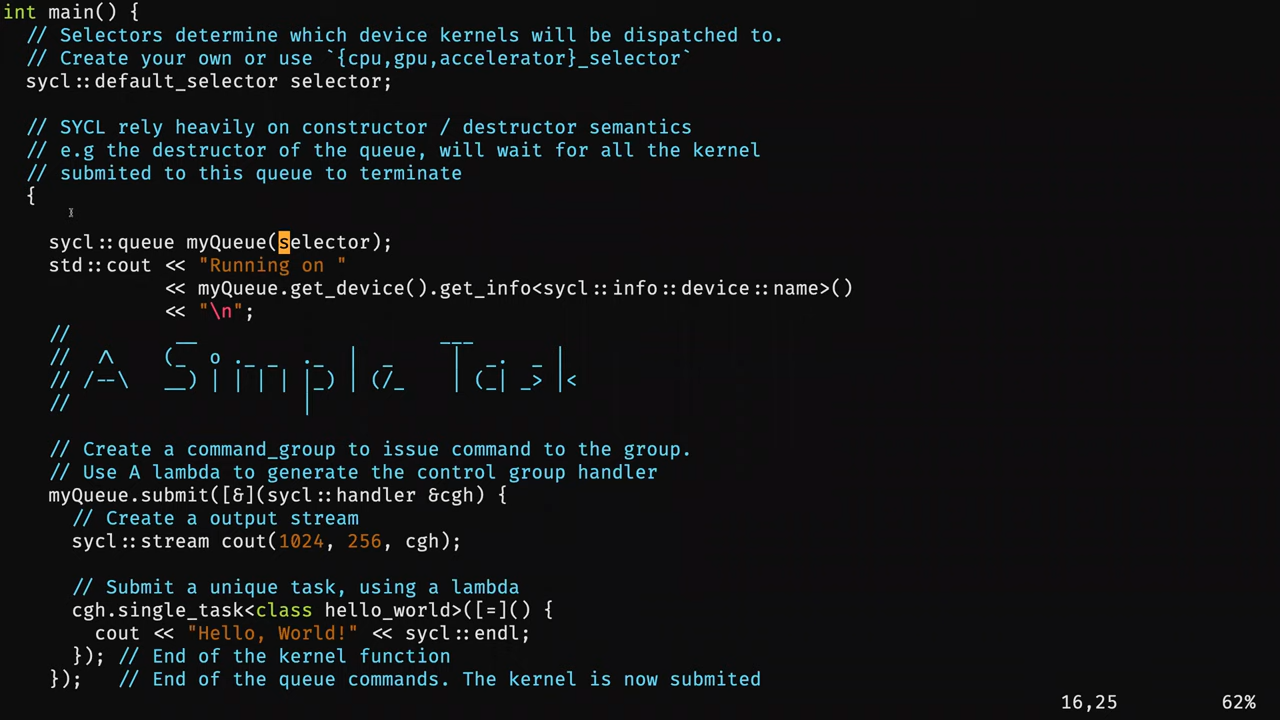 int main() {
  // Selectors determine which device kernels will be dispatched to.
  // Create your own or use `{cpu,gpu,accelerator}_selector`
  sycl::default_selector selector;

  // SYCL rely heavily on constructor / destructor semantics
  // e.g the destructor of the queue, will wait for all the kernel
  // submited to this queue to terminate
  {

    sycl::queue myQueue(selector);
    std::cout << "Running on "
              << myQueue.get_device().get_info<sycl::info::device::name>()
              << "\n";
    //        __                      ___
    //   ^   (_  o ._ _  ._  |  _      |  _.  _ |
    //  /--\ __) | | | | |_) | (/_     | (_| _> |<
    //                   |

    // Create a command_group to issue command to the group.
    // Use A lambda to generate the control group handler
    myQueue.submit([&](sycl::handler &cgh) {
      // Create a output stream
      sycl::stream cout(1024, 256, cgh);

      // Submit a unique task, using a lambda
      cgh.single_task<class hello_world>([=]() {
        cout << "Hello, World!" << sycl::endl;
      }); // End of the kernel function
    });   // End of the queue commands. The kernel is now submited
16,25 62%